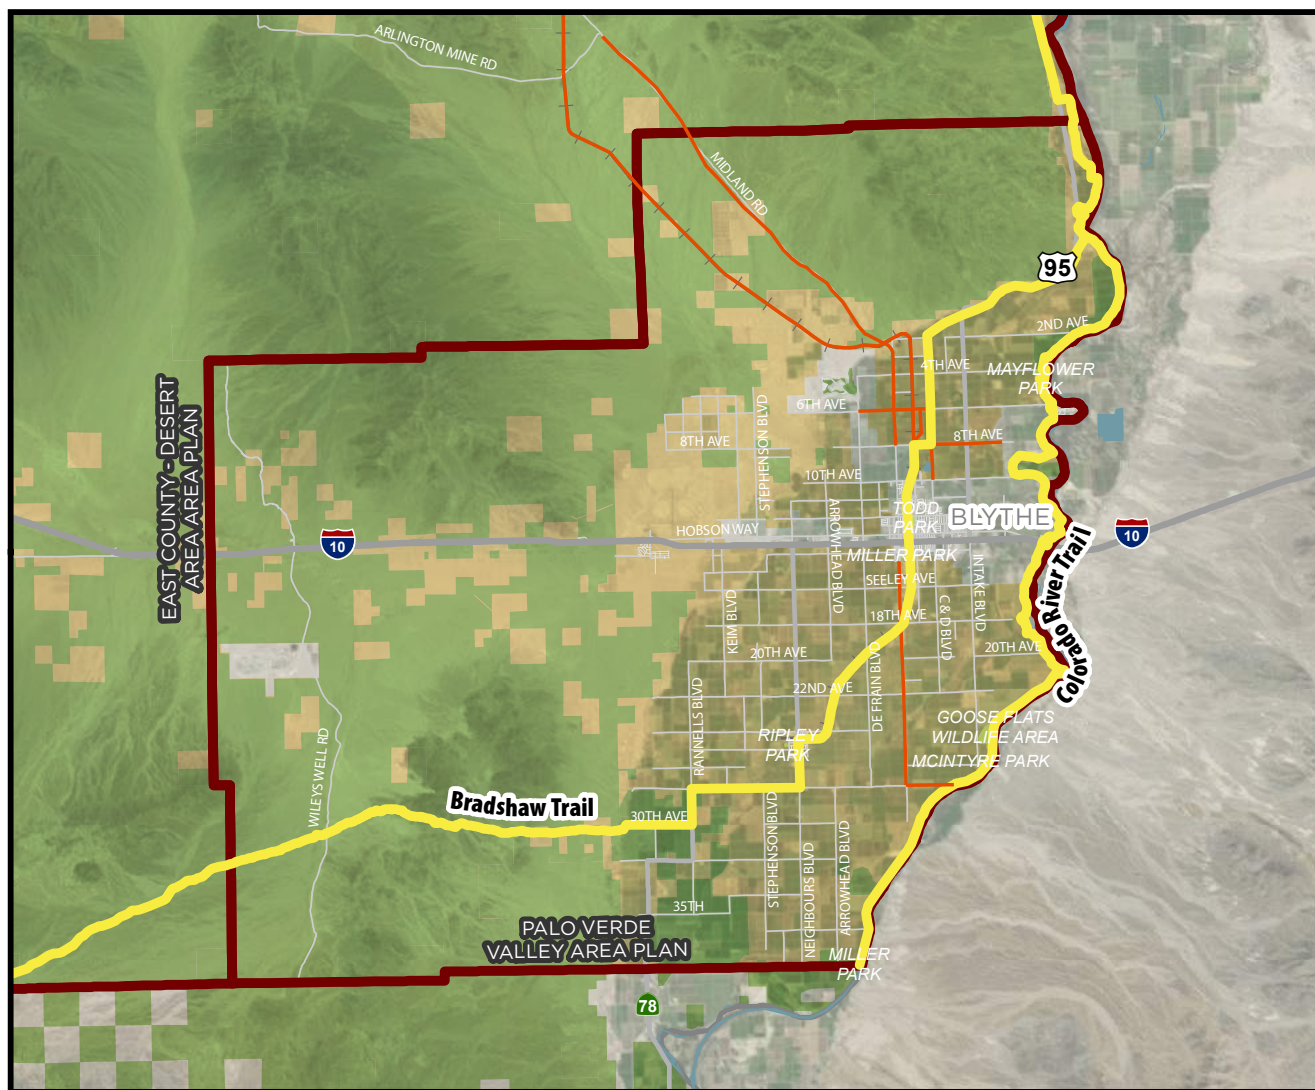 ARLINGTON MINE RD
MIDLAND RD
95
2ND AVE
4TH AVE
MAYFLOWER
PARK
6TH AVE
8TH AVE
8TH AVE
STEPHENSON BLVD
10TH AVE
EAST COUNTY - DESERT
AREA AREA PLAN
TODD
PARK
BLYTHE
HOBSON WAY
ARROWHEAD BLVD
10
10
MILLER PARK
SEELEY AVE
INTAKE BLVD
Colorado River Trail
KEIM BLVD
C & D BLVD
18TH AVE
20TH AVE
20TH AVE
DE FRAIN BLVD
22ND AVE
RANNELLS BLVD
GOOSE FLATS
WILDLIFE AREA
RIPLEY
PARK
MCINTYRE PARK
WILEYS WELL RD
Bradshaw Trail
30TH AVE
STEPHENSON BLVD
NEIGHBOURS BLVD
ARROWHEAD BLVD
35TH
PALO VERDE
VALLEY AREA PLAN
MILLER
PARK
78